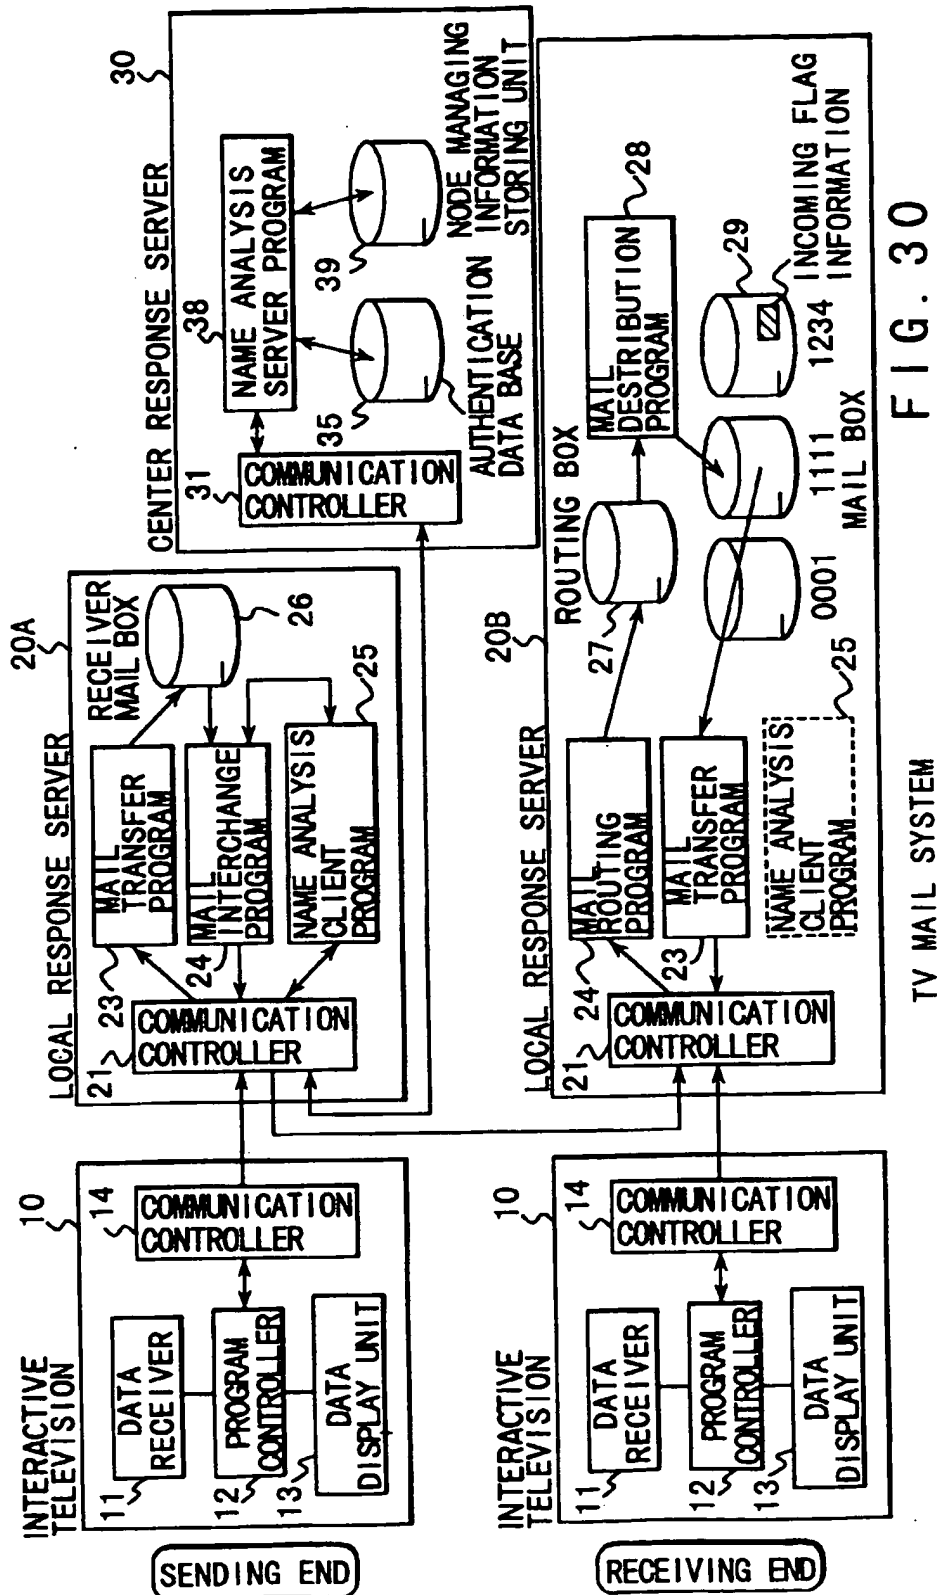 SENDING END
INTERACTIVE
TELEVISION
10
DATA
RECEIVER
11
PROGRAM
CONTROLLER
12
DATA
DISPLAY UNIT
13
COMMUNICATION
CONTROLLER
14
LOCAL RESPONSE SERVER
20A
COMMUNICATION
CONTROLLER
21
MAIL
TRANSFER
PROGRAM
23
RECEIVER
MAIL BOX
26
MAIL
INTERCHANGE
PROGRAM
24
NAME ANALYSIS
CLIENT
PROGRAM
25
CENTER RESPONSE SERVER
30
COMMUNICATION
CONTROLLER
31
NAME ANALYSIS
SERVER PROGRAM
38
35
AUTHENTICATION
DATA BASE
39
NODE MANAGING
INFORMATION
STORING UNIT
RECEIVING END
INTERACTIVE
TELEVISION
10
DATA
RECEIVER
11
PROGRAM
CONTROLLER
12
DATA
DISPLAY UNIT
13
COMMUNICATION
CONTROLLER
14
LOCAL RESPONSE SERVER
20B
COMMUNICATION
CONTROLLER
21
MAIL
ROUTING
PROGRAM
24
ROUTING BOX
27
MAIL
DESTRIBUTION
PROGRAM
28
MAIL
TRANSFER
PROGRAM
23
NAME ANALYSIS
CLIENT
PROGRAM
25
0001
1111
1234
MAIL BOX
29
INCOMING FLAG
INFORMATION
TV MAIL SYSTEM
FIG. 30